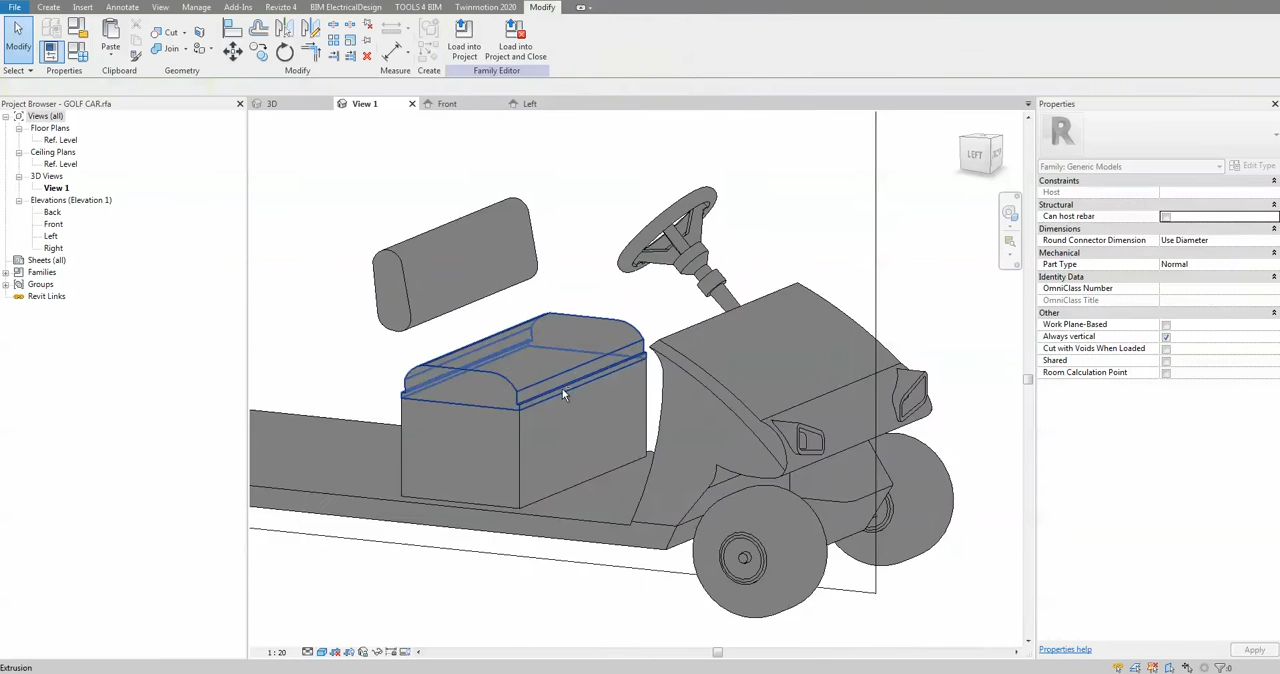 File Create Insert Annotate View Manage Add-Ins Revizto 4 BIM ElectricalDesign TOOLS 4 BIM Twinmotion 2020 Modify
Modify
Paste
Cut
Join
Load into Project
Load into Project and Close
Select Properties Clipboard Geometry Modify Measure Create Family Editor
Project Browser - GOLF CAR.rfa
3D View 1 Front Left
Properties
Views (all)
Floor Plans
Ref. Level
Ceiling Plans
Ref. Level
3D Views
View 1
Elevations (Elevation 1)
Back
Front
Left
Right
Sheets (all)
Families
Groups
Revit Links
LEFT
R
Family: Generic Models Edit Type
Constraints
Host
Structural
Can host rebar
Dimensions
Round Connector Dimension Use Diameter
Mechanical
Part Type Normal
Identity Data
OmniClass Number
OmniClass Title
Other
Work Plane-Based
Always vertical
Cut with Voids When Loaded
Shared
Room Calculation Point
Properties help Apply
1 : 20
Extrusion
:0